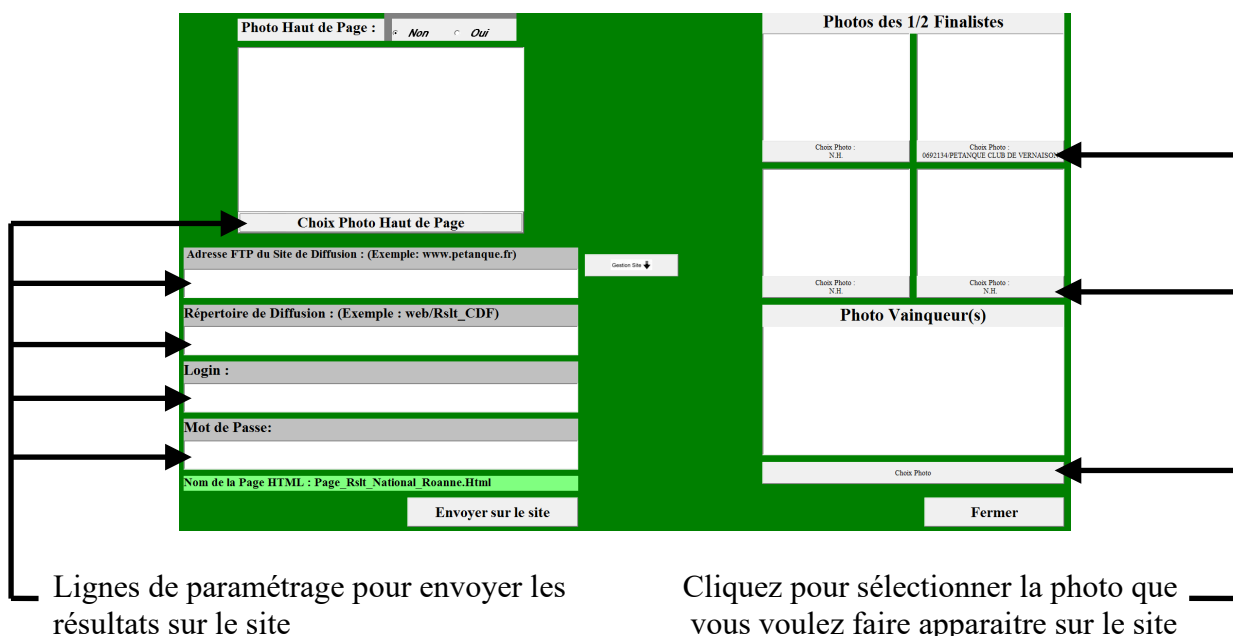 Photo Haut de Page :
Non
Oui
Choix Photo Haut de Page
Adresse FTP du Site de Diffusion : (Exemple: www.petanque.fr)
Gestion Site
Répertoire de Diffusion : (Exemple : web/Rslt_CDF)
Login :
Mot de Passe:
Nom de la Page HTML : Page_Rslt_National_Roanne.Html
Envoyer sur le site
Photos des 1/2 Finalistes
Choix Photo :
N.H.
Choix Photo :
0692134/PETANQUE CLUB DE VERNAISON
Choix Photo :
N.H.
Choix Photo :
N.H.
Photo Vainqueur(s)
Choix Photo
Fermer
Lignes de paramétrage pour envoyer les
résultats sur le site
Cliquez pour sélectionner la photo que
vous voulez faire apparaitre sur le site